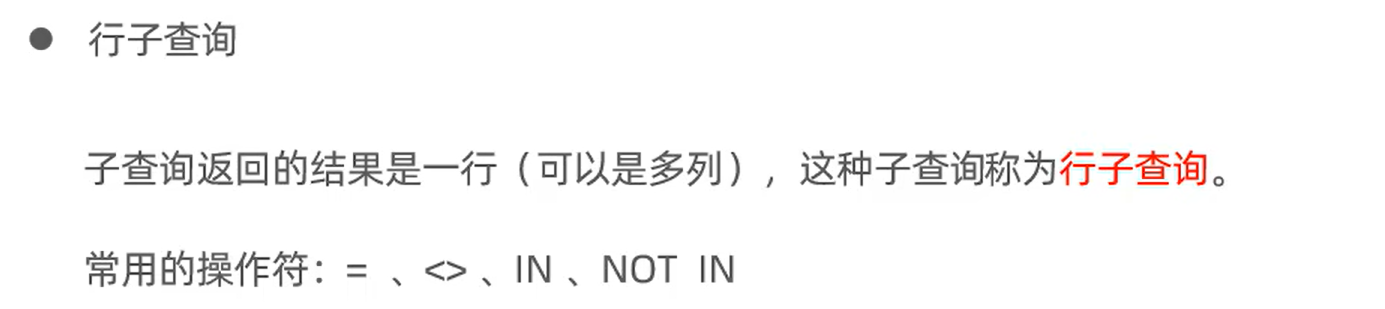 ● 行子查询
子查询返回的结果是一行（可以是多列），这种子查询称为行子查询。
常用的操作符：= 、<> 、IN 、NOT IN